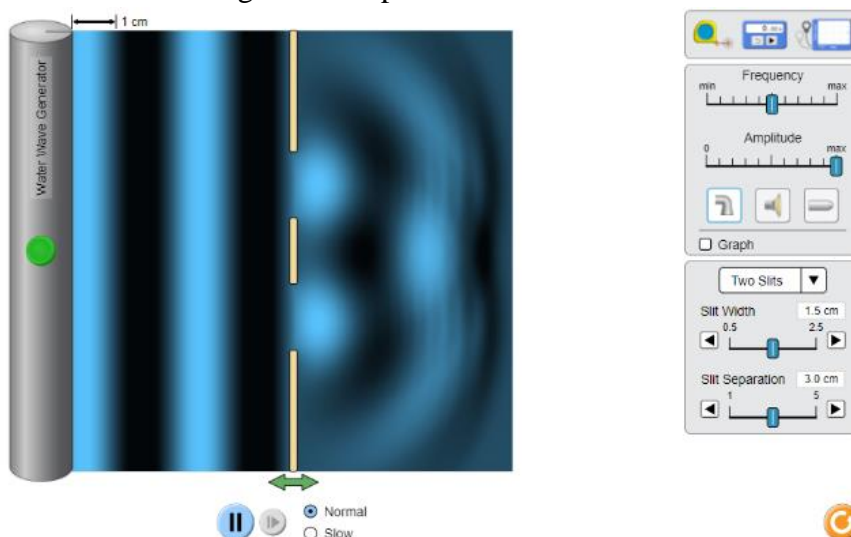 1 cm
Water Wave Generator
Normal
Slow
Frequency
min
max
Amplitude
0
max
Graph
Two Slits
Slit Width
1.5 cm
0.5
2.5
Slit Separation
3.0 cm
1
5